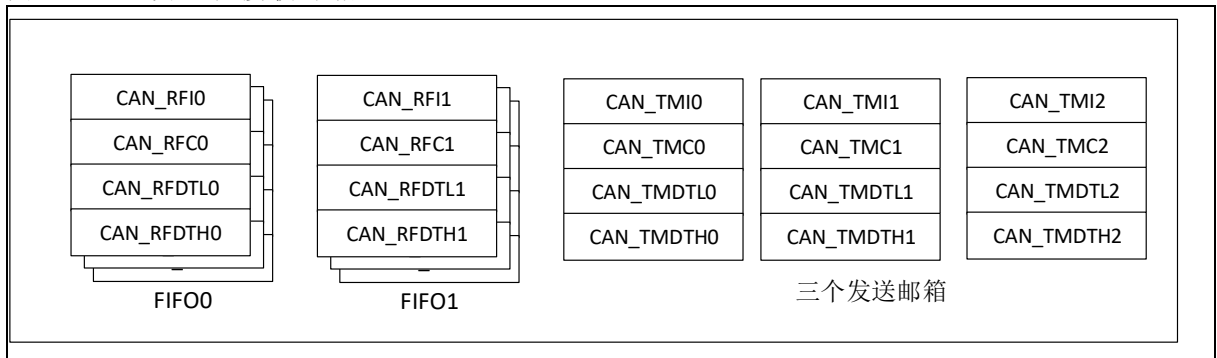 CAN_RFI0
CAN_RFC0
CAN_RFDTL0
CAN_RFDTH0
FIFO0
CAN_RFI1
CAN_RFC1
CAN_RFDTL1
CAN_RFDTH1
FIFO1
CAN_TMI0
CAN_TMC0
CAN_TMDTL0
CAN_TMDTH0
CAN_TMI1
CAN_TMC1
CAN_TMDTL1
CAN_TMDTH1
CAN_TMI2
CAN_TMC2
CAN_TMDTL2
CAN_TMDTH2
三个发送邮箱